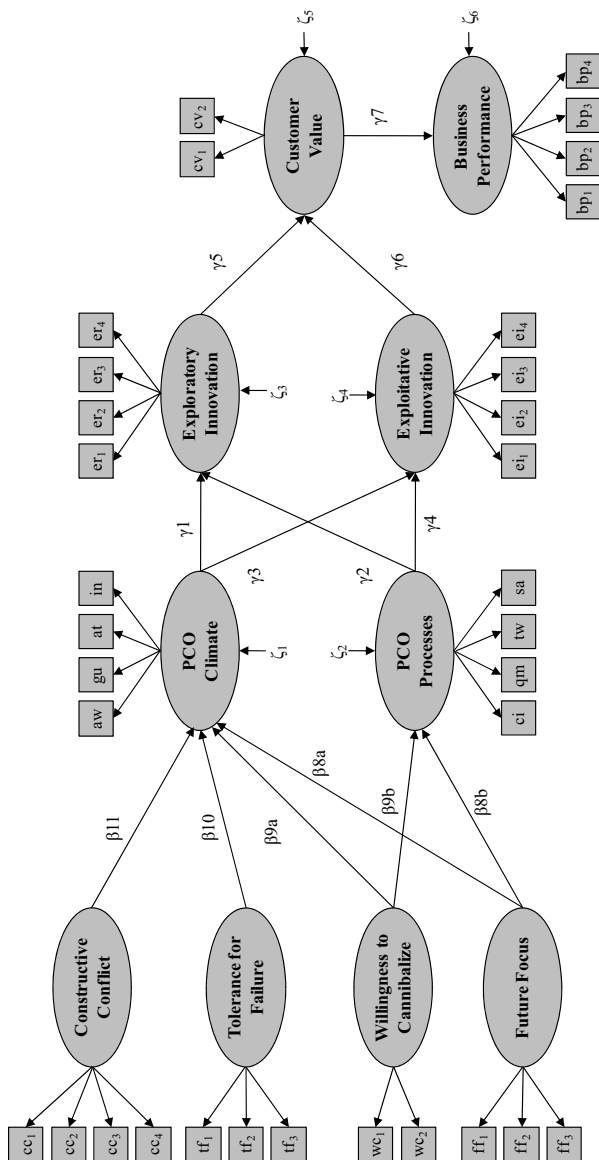 cc₁
cc₂
cc₃
cc₄
Constructive
Conflict
tf₁
tf₂
tf₃
Tolerance for
Failure
wc₁
wc₂
Willingness to
Cannibalize
ff₁
ff₂
ff₃
Future Focus
β11
β10
β9a
β8a
β9b
β8b
aw
gu
at
in
PCO
Climate
ζ₁
ζ₂
PCO
Processes
ci
qm
tw
sa
γ1
γ3
γ2
γ4
er₁
er₂
er₃
er₄
Exploratory
Innovation
ζ₃
ζ₄
Exploitative
Innovation
ei₁
ei₂
ei₃
ei₄
γ5
γ6
cv₁
cv₂
Customer
Value
ζ₅
γ7
Business
Performance
ζ₆
bp₁
bp₂
bp₃
bp₄